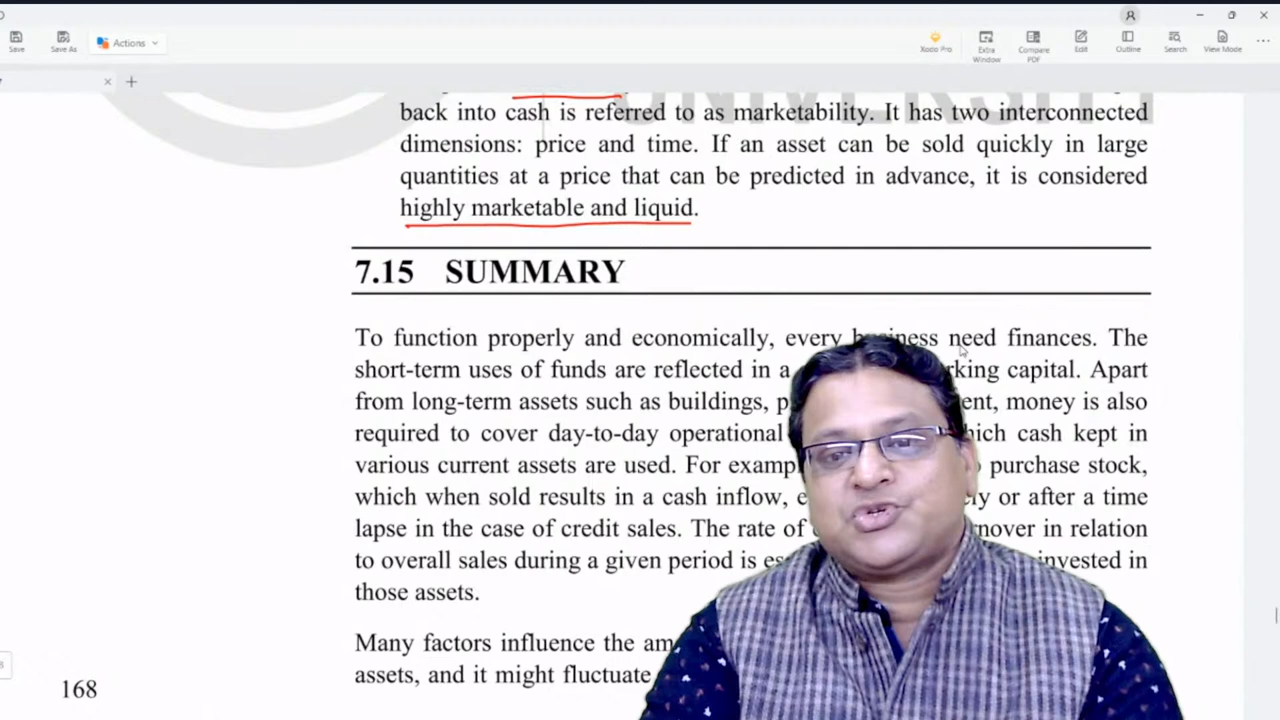 Save
Save As
Actions
Xodo Pro
Extra Window
Compare PDF
Edit
Outline
Search
View Mode
UNIVERSITY
back into cash is referred to as marketability. It has two interconnected
dimensions: price and time. If an asset can be sold quickly in large
quantities at a price that can be predicted in advance, it is considered
highly marketable and liquid.
7.15 SUMMARY
To function properly and economically, every business need finances. The
short-term uses of funds are reflected in a rking capital. Apart
from long-term assets such as buildings, p ent, money is also
required to cover day-to-day operational hich cash kept in
various current assets are used. For exampl purchase stock,
which when sold results in a cash inflow, e ly or after a time
lapse in the case of credit sales. The rate of nover in relation
to overall sales during a given period is es invested in
those assets.
Many factors influence the am
assets, and it might fluctuate
168